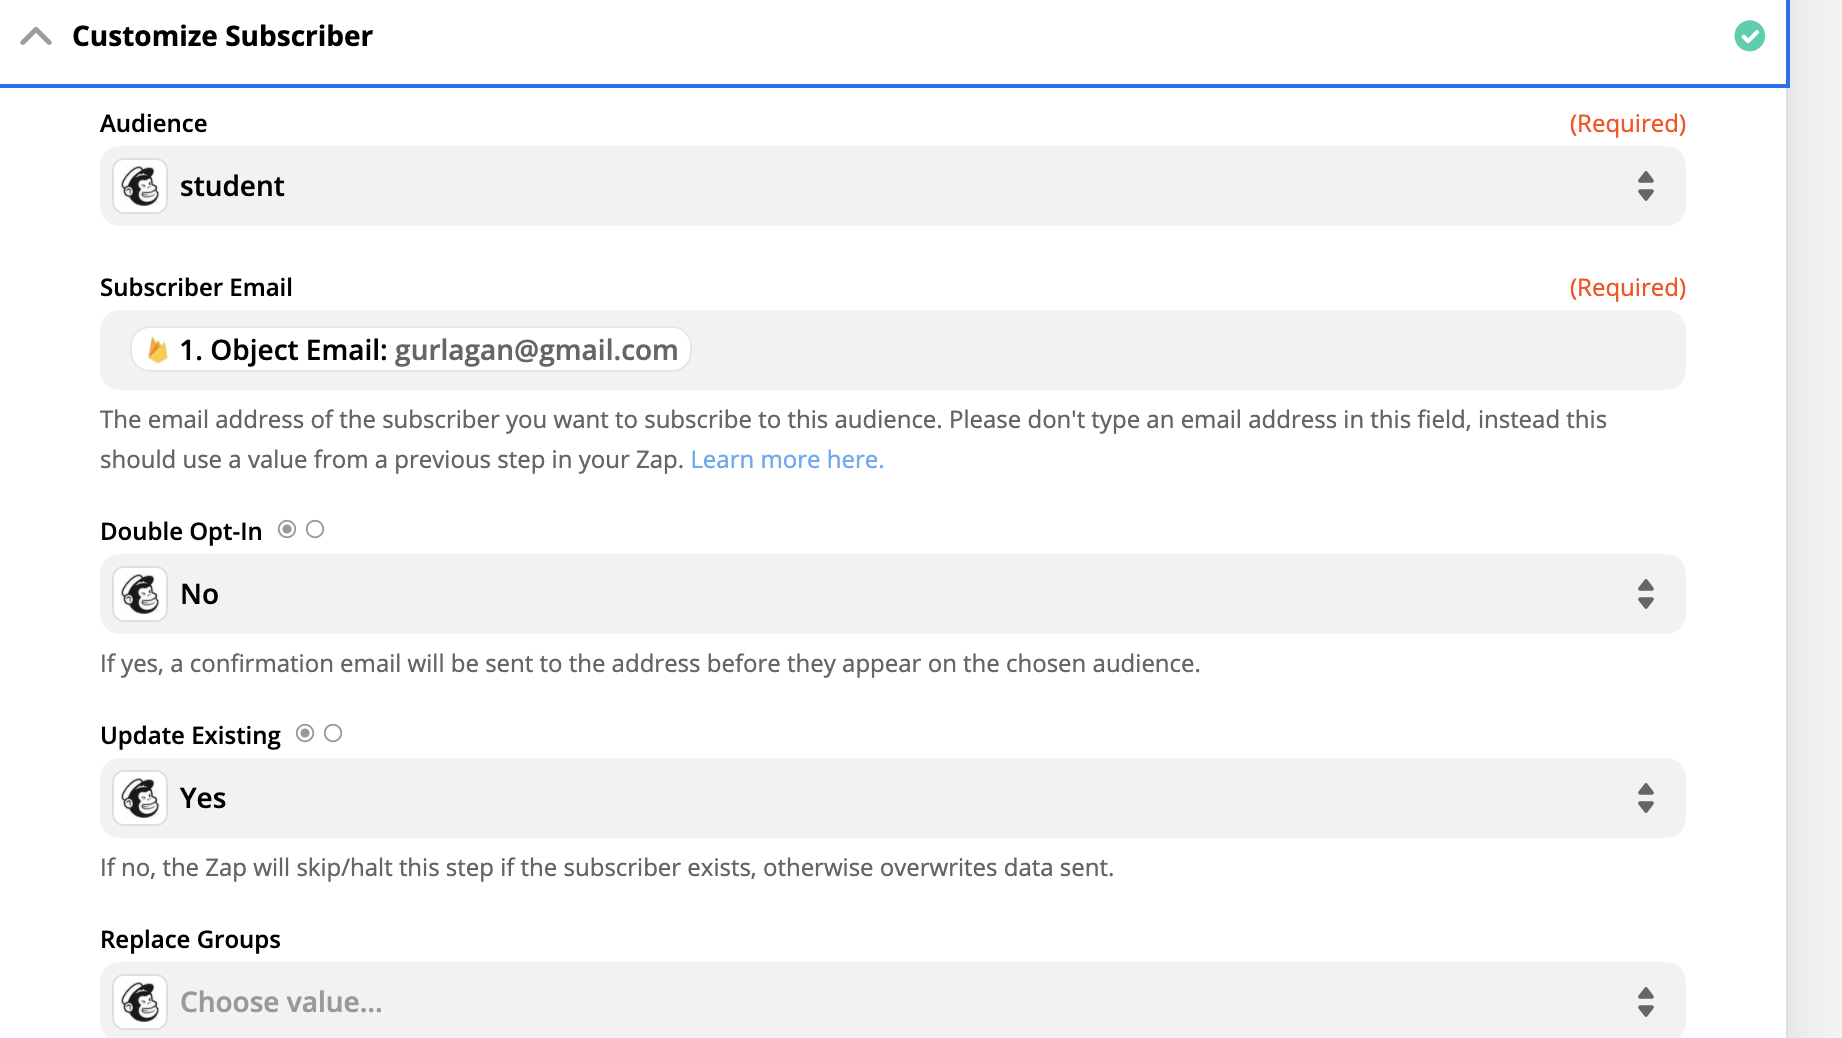 Customize Subscriber
Audience (Required)
student
Subscriber Email (Required)
1. Object Email: gurlagan@gmail.com
The email address of the subscriber you want to subscribe to this audience. Please don't type an email address in this field, instead this
should use a value from a previous step in your Zap. Learn more here.
Double Opt-In
No
If yes, a confirmation email will be sent to the address before they appear on the chosen audience.
Update Existing
Yes
If no, the Zap will skip/halt this step if the subscriber exists, otherwise overwrites data sent.
Replace Groups
Choose value...